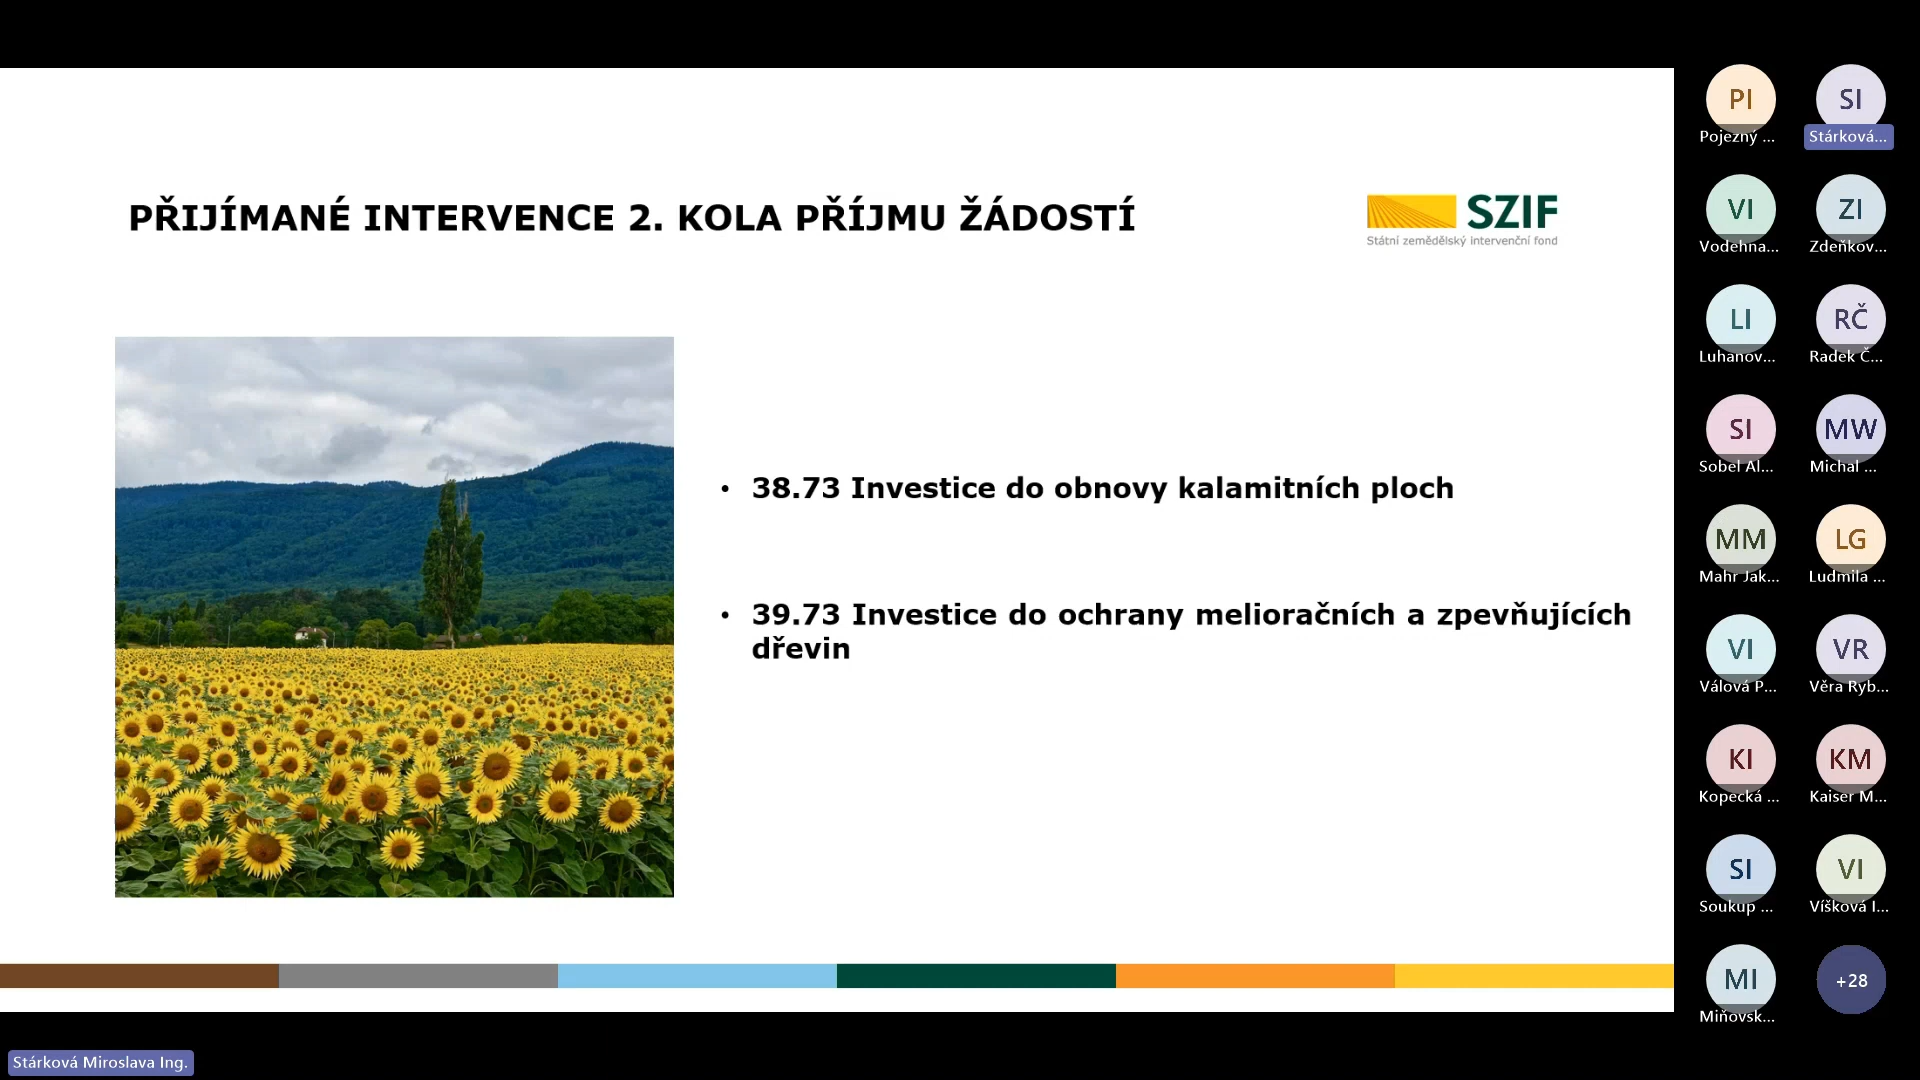 PŘIJÍMANÉ INTERVENCE 2. KOLA PŘÍJMU ŽÁDOSTÍ
SZIF
Státní zemědělský intervenční fond
• 38.73 Investice do obnovy kalamitních ploch
• 39.73 Investice do ochrany melioračních a zpevňujících
dřevin
PI
Pojezný ...
SI
Stárková...
VI
Vodehna...
ZI
Zdeňkov...
LI
Luhanov...
RČ
Radek Č...
SI
Sobel Al...
MW
Michal ...
MM
Mahr Jak...
LG
Ludmila ...
VI
Válová P...
VR
Věra Ryb...
KI
Kopecká ...
KM
Kaiser M...
SI
Soukup ...
VI
Víšková I...
MI
Miňovsk...
+28
Stárková Miroslava Ing.